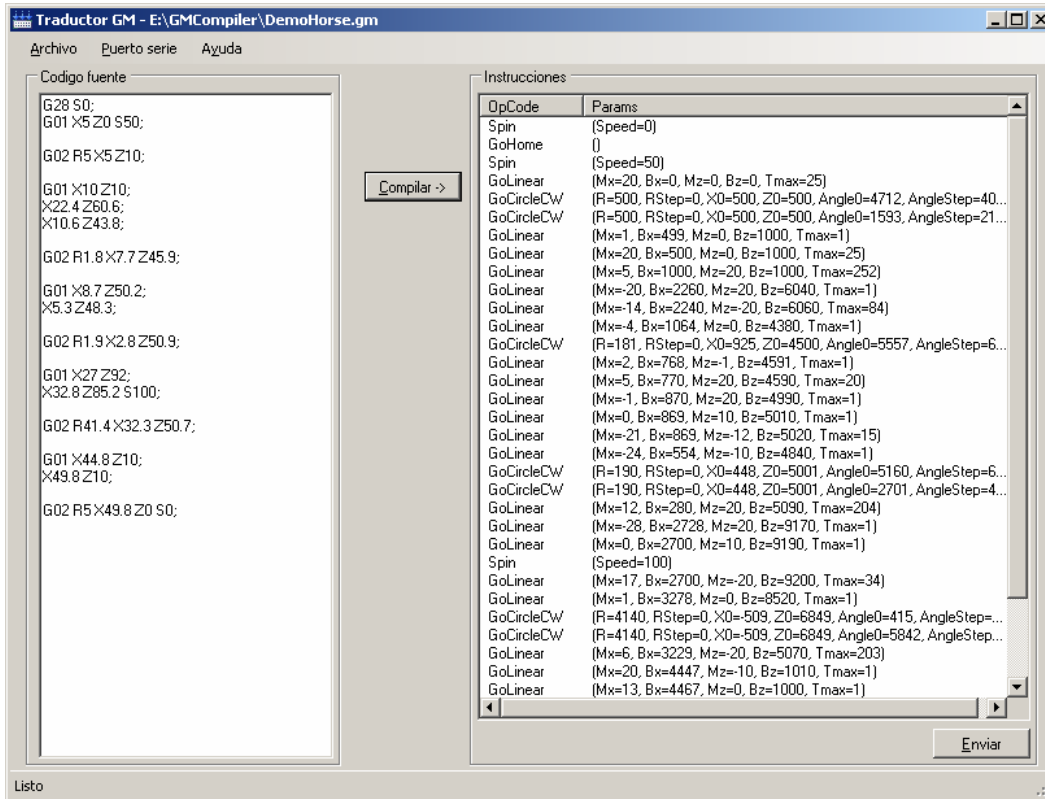 Traductor GM - E:\GMCompiler\DemoHorse.gm
Archivo Puerto serie Ayuda
Codigo fuente
G28 S0;
G01 X5 Z0 S50;
G02 R5 X5 Z10;
G01 X10 Z10;
X22.4 Z60.6;
X10.6 Z43.8;
G02 R1.8 X7.7 Z45.9;
G01 X8.7 Z50.2;
X5.3 Z48.3;
G02 R1.9 X2.8 Z50.9;
G01 X27 Z92;
X32.8 Z85.2 S100;
G02 R41.4 X32.3 Z50.7;
G01 X44.8 Z10;
X49.8 Z10;
G02 R5 X49.8 Z0 S0;
Compilar ->
Instrucciones
OpCode Params
Spin (Speed=0)
GoHome ()
Spin (Speed=50)
GoLinear (Mx=20, Bx=0, Mz=0, Bz=0, Tmax=25)
GoCircleCW (R=500, RStep=0, X0=500, Z0=500, Angle0=4712, AngleStep=40...
GoCircleCW (R=500, RStep=0, X0=500, Z0=500, Angle0=1593, AngleStep=21...
GoLinear (Mx=1, Bx=499, Mz=0, Bz=1000, Tmax=1)
GoLinear (Mx=20, Bx=500, Mz=0, Bz=1000, Tmax=25)
GoLinear (Mx=5, Bx=1000, Mz=20, Bz=1000, Tmax=252)
GoLinear (Mx=-20, Bx=2260, Mz=20, Bz=6040, Tmax=1)
GoLinear (Mx=-14, Bx=2240, Mz=-20, Bz=6060, Tmax=84)
GoLinear (Mx=-4, Bx=1064, Mz=0, Bz=4380, Tmax=1)
GoCircleCW (R=181, RStep=0, X0=925, Z0=4500, Angle0=5557, AngleStep=6...
GoLinear (Mx=2, Bx=768, Mz=-1, Bz=4591, Tmax=1)
GoLinear (Mx=5, Bx=770, Mz=20, Bz=4590, Tmax=20)
GoLinear (Mx=-1, Bx=870, Mz=20, Bz=4990, Tmax=1)
GoLinear (Mx=0, Bx=869, Mz=10, Bz=5010, Tmax=1)
GoLinear (Mx=-21, Bx=869, Mz=-12, Bz=5020, Tmax=15)
GoLinear (Mx=-24, Bx=554, Mz=-10, Bz=4840, Tmax=1)
GoCircleCW (R=190, RStep=0, X0=448, Z0=5001, Angle0=5160, AngleStep=6...
GoCircleCW (R=190, RStep=0, X0=448, Z0=5001, Angle0=2701, AngleStep=4...
GoLinear (Mx=12, Bx=280, Mz=20, Bz=5090, Tmax=204)
GoLinear (Mx=-28, Bx=2728, Mz=20, Bz=9170, Tmax=1)
GoLinear (Mx=0, Bx=2700, Mz=10, Bz=9190, Tmax=1)
Spin (Speed=100)
GoLinear (Mx=17, Bx=2700, Mz=-20, Bz=9200, Tmax=34)
GoLinear (Mx=1, Bx=3278, Mz=0, Bz=8520, Tmax=1)
GoCircleCW (R=4140, RStep=0, X0=-509, Z0=6849, Angle0=415, AngleStep=...
GoCircleCW (R=4140, RStep=0, X0=-509, Z0=6849, Angle0=5842, AngleStep...
GoLinear (Mx=6, Bx=3229, Mz=-20, Bz=5070, Tmax=203)
GoLinear (Mx=20, Bx=4447, Mz=-10, Bz=1010, Tmax=1)
GoLinear (Mx=13, Bx=4467, Mz=0, Bz=1000, Tmax=1)
Enviar
Listo